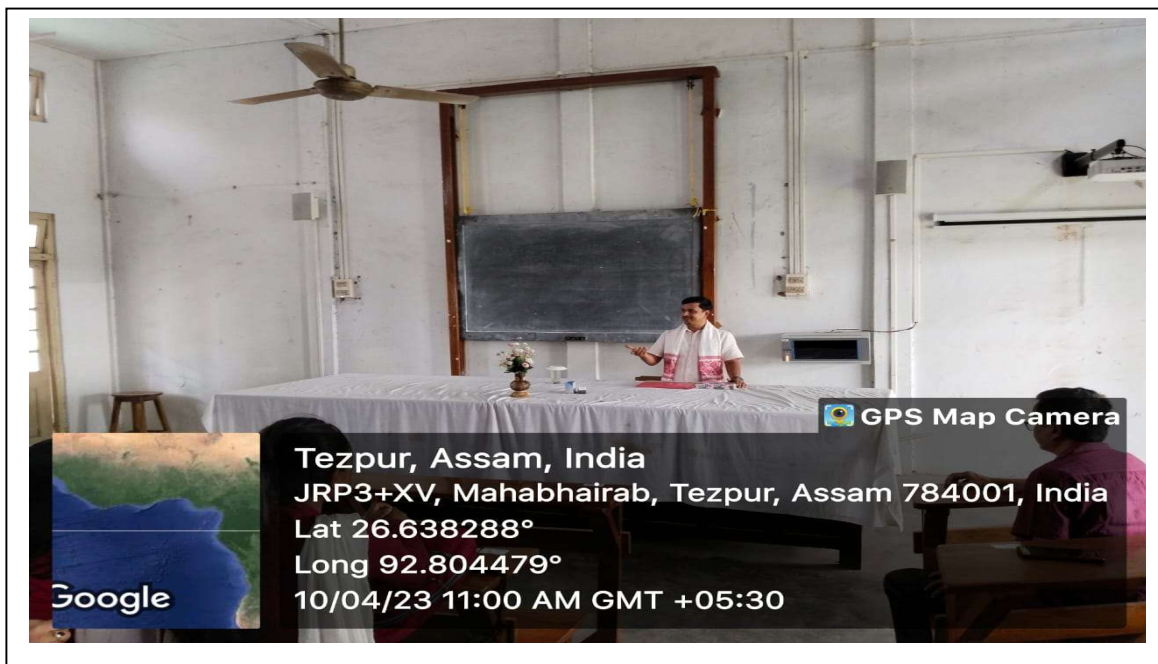 GPS Map Camera
Tezpur, Assam, India
JRP3+XV, Mahabhairab, Tezpur, Assam 784001, India
Lat 26.638288°
Long 92.804479°
10/04/23 11:00 AM GMT +05:30
Google